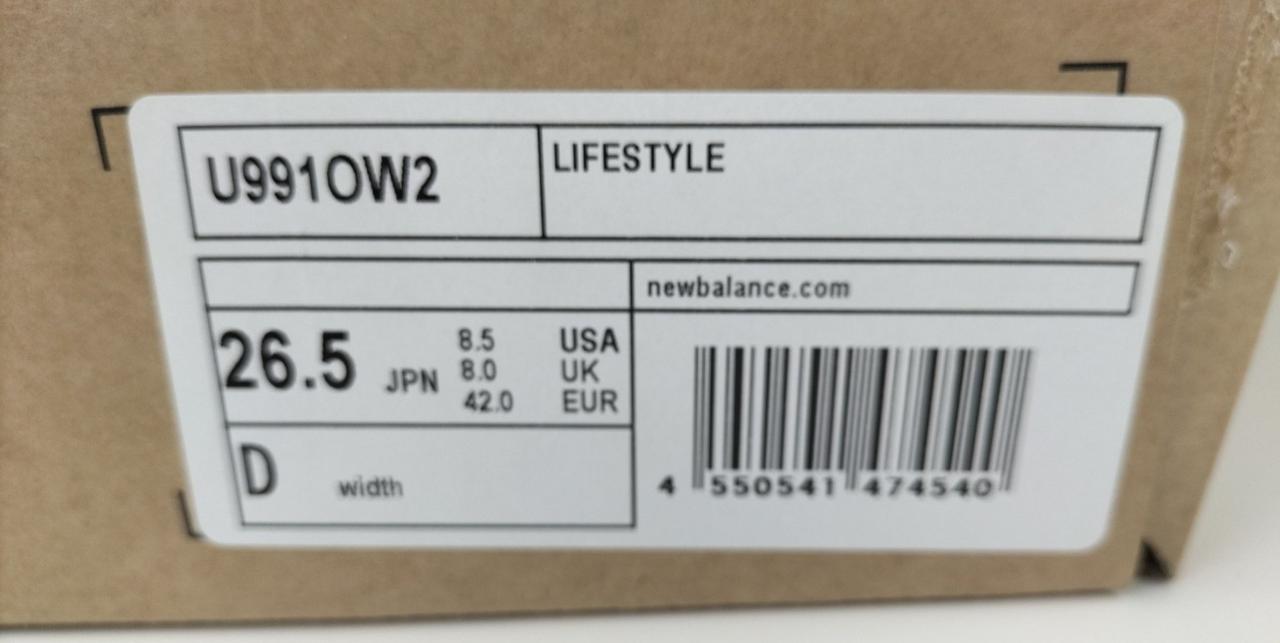 U991OW2
LIFESTYLE
newbalance.com
26.5 JPN
8.5 USA
8.0 UK
42.0 EUR
D width
4 550541 474540